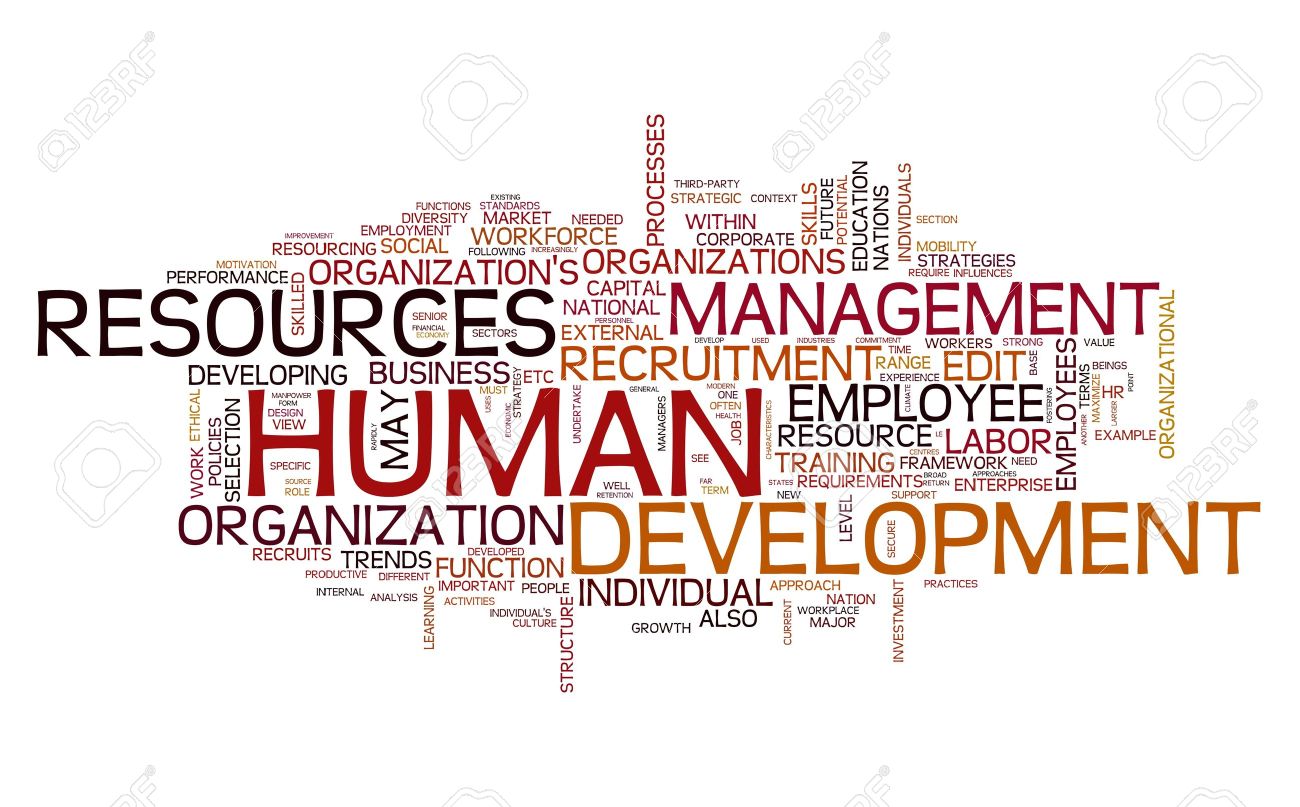 PROCESSES
THIRD-PARTY
STRATEGIC
CONTEXT
SKILLS
FUTURE
POTENTIAL
EDUCATION
NATIONS
INDIVIDUALS
SECTION
EXISTING
FUNCTIONS
STANDARDS
DIVERSITY
MARKET
NEEDED
WITHIN
IMPROVEMENT
EMPLOYMENT
WORKFORCE
CORPORATE
RESOURCING
SOCIAL
FOLLOWING
INCREASINGLY
MOBILITY
MOTIVATION
ORGANIZATION'S
ORGANIZATIONS
STRATEGIES
PERFORMANCE
SKILLED
CAPITAL
REQUIRE
INFLUENCES
RESOURCES
SENIOR
FINANCIAL
ECONOMY
SECTORS
NATIONAL
PERSONNEL
EXTERNAL
MANAGEMENT
ORGANIZATIONAL
DEVELOP
USED
INDUSTRIES
COMMITMENT
WORKERS
STRONG
VALUE
DEVELOPING
BUSINESS
ETC
STRATEGY
RECRUITMENT
TIME
RANGE
EXPERIENCE
EDIT
BASE
EMPLOYEES
BEINGS
WORK
ETHICAL
POLICIES
SELECTION
MANPOWER
FORM
DESIGN
VIEW
RAPIDLY
MAY
HUMAN
MUST
USES
ECONOMIC
UNDERTAKE
GENERAL
MANAGERS
MODERN
ONE
OFTEN
HEALTH
JOB
CHARACTERISTICS
EMPLOYEE
CLIMATE
FOSTERING
TERMS
ANOTHER
MAXIMIZE
HR
LARGER
POINT
SPECIFIC
SOURCE
ROLE
SEE
RESOURCE
LE
LABOR
EXAMPLE
TRAINING
CENTRES
FRAMEWORK
NEED
WELL
RETENTION
FAR
TERM
STATES
REQUIREMENTS
BROAD
RETURN
APPROACHES
ENTERPRISE
NEW
SUPPORT
ORGANIZATION
DEVELOPMENT
LEVEL
SECURE
RECRUITS
TRENDS
FUNCTION
DEVELOPED
PRODUCTIVE
DIFFERENT
IMPORTANT
PEOPLE
INDIVIDUAL
APPROACH
PRACTICES
INTERNAL
ANALYSIS
LEARNING
ACTIVITIES
INDIVIDUAL'S
CULTURE
STRUCTURE
GROWTH
ALSO
CURRENT
WORKPLACE
NATION
MAJOR
INVESTMENT
123RF